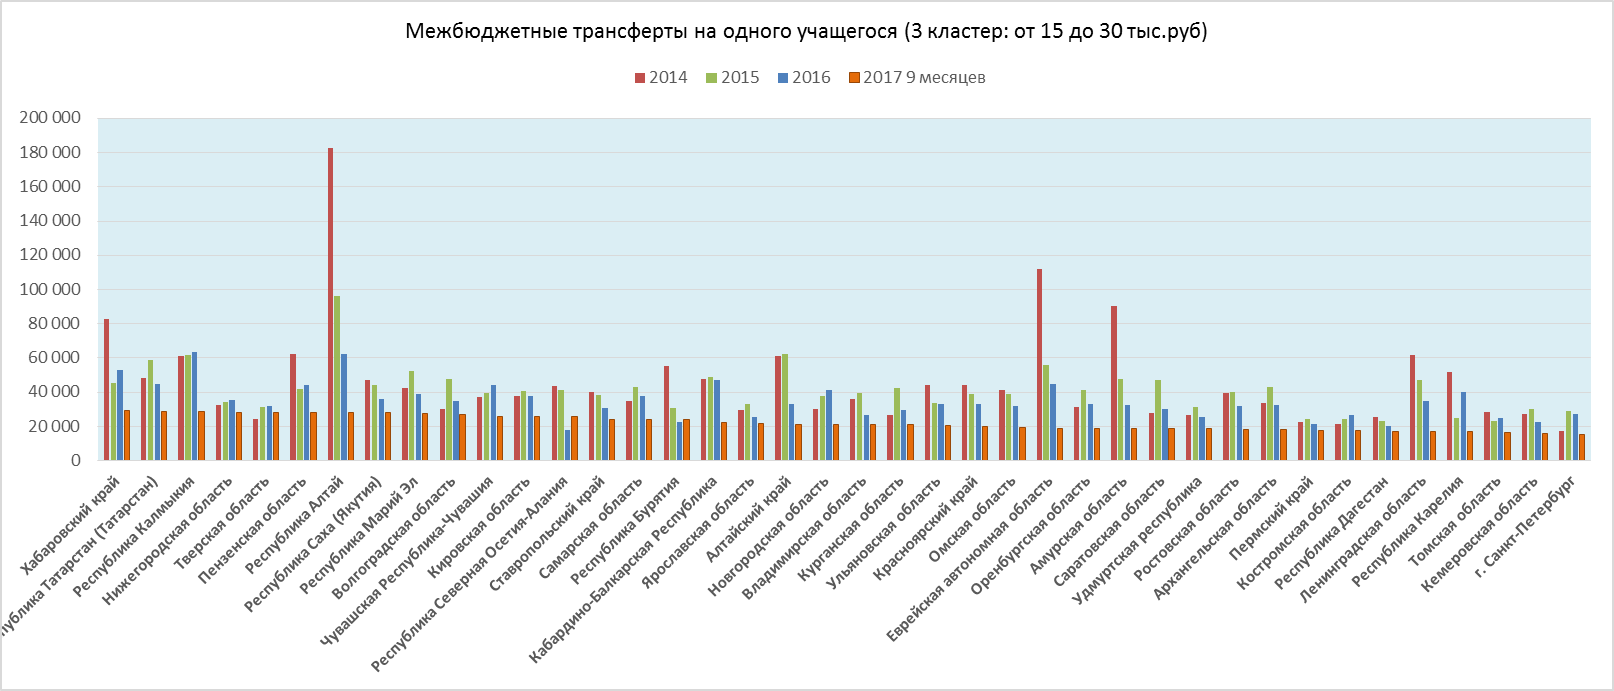 Межбюджетные трансферты на одного учащегося (3 кластер: от 15 до 30 тыс.руб)
2014 2015 2016 2017 9 месяцев
200 000
180 000
160 000
140 000
120 000
100 000
80 000
60 000
40 000
20 000
0
Хабаровский край
публика Татарстан (Татарстан)
Республика Калмыкия
Нижегородская область
Тверская область
Пензенская область
Республика Алтай
Республика Саха (Якутия)
Республика Марий Эл
Волгоградская область
Чувашская Республика-Чувашия
Кировская область
Республика Северная Осетия-Алания
Ставропольский край
Самарская область
Республика Бурятия
Кабардино-Балкарская Республика
Ярославская область
Алтайский край
Новгородская область
Владимирская область
Курганская область
Ульяновская область
Красноярский край
Омская область
Еврейская автономная область
Оренбургская область
Амурская область
Саратовская область
Удмуртская республика
Ростовская область
Архангельская область
Пермский край
Костромская область
Республика Дагестан
Ленинградская область
Республика Карелия
Томская область
Кемеровская область
г. Санкт-Петербург